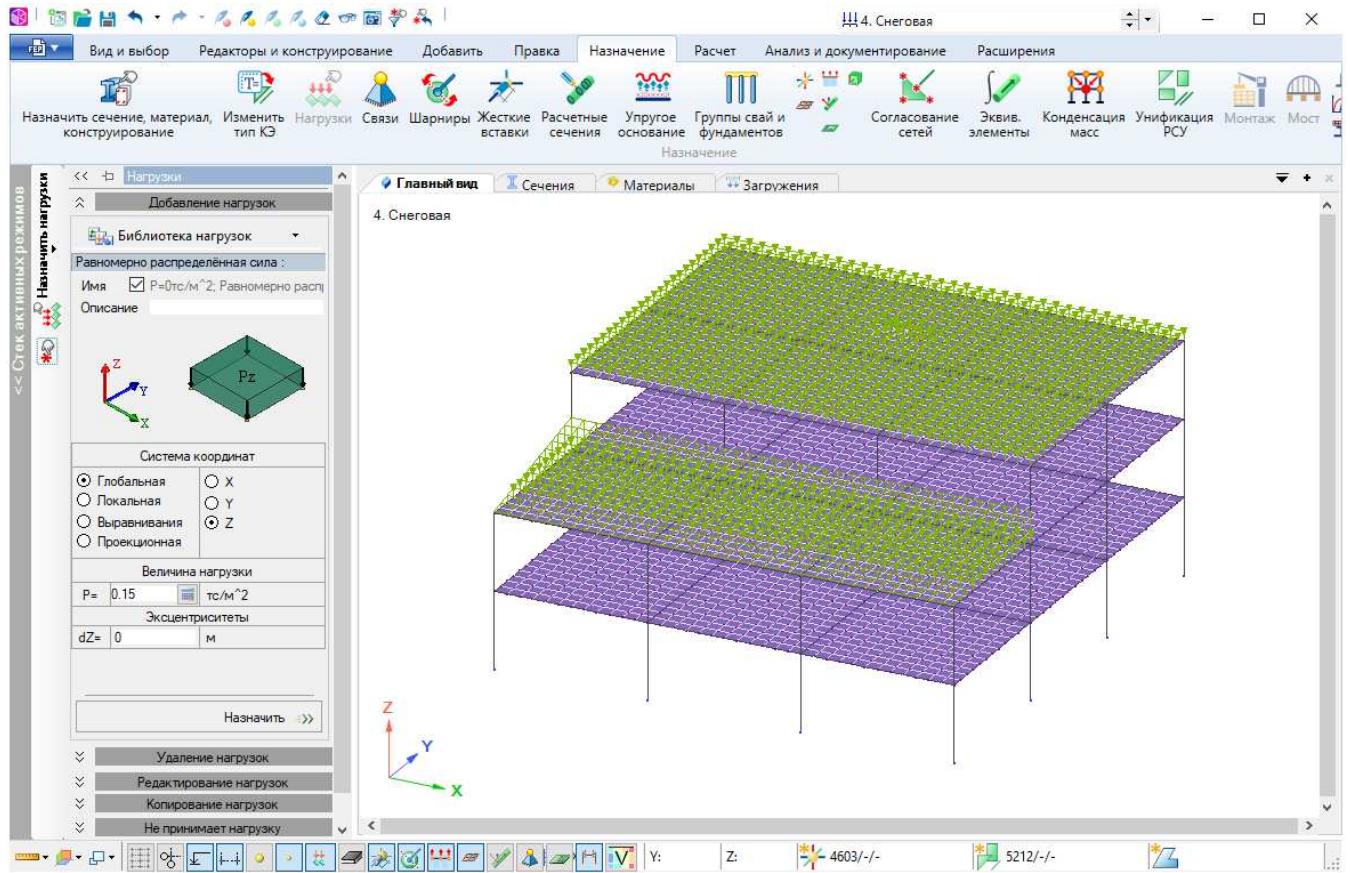 4. Снеговая
FEP
Вид и выбор
Редакторы и конструирование
Добавить
Правка
Назначение
Расчет
Анализ и документирование
Расширения
Назначить сечение, материал,
конструирование
Изменить
тип КЭ
Нагрузки
Связи
Шарниры
Жесткие
вставки
Расчетные
сечения
Упругое
основание
Группы свай и
фундаментов
Согласование
сетей
Эквив.
элементы
Конденсация
масс
Унификация
РСУ
Монтаж
Мост
Назначение
<< Стек активных режимов
Назначить нагрузки
<<
Нагрузки
Добавление нагрузок
Библиотека нагрузок
Равномерно распределённая сила :
Имя
P=0тс/м^2; Равномерно распр
Описание
Z
Y
X
Pz
Система координат
Глобальная
X
Локальная
Y
Выравнивания
Z
Проекционная
Величина нагрузки
P= 0.15 тс/м^2
Эксцентриситеты
dZ= 0 м
Назначить
Удаление нагрузок
Редактирование нагрузок
Копирование нагрузок
Не принимает нагрузку
Главный вид
Сечения
Материалы
Загружения
4. Снеговая
Z
Y
X
Y:
Z:
4603/-/-
5212/-/-